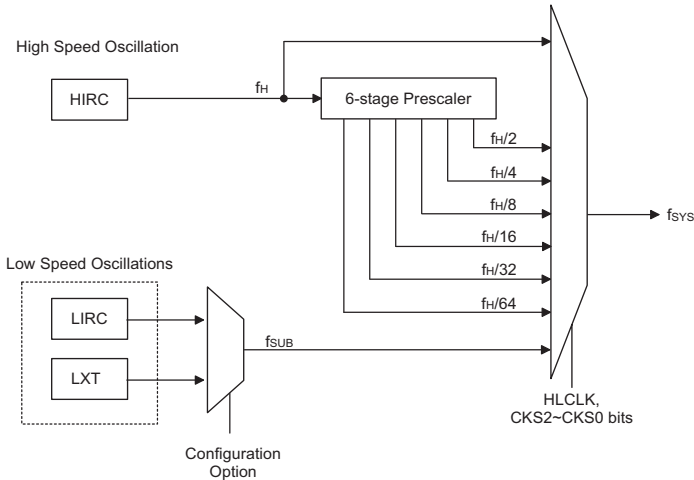 High Speed Oscillation
HIRC
fH
6-stage Prescaler
fH/2
fH/4
fH/8
fH/16
fH/32
fH/64
fSYS
Low Speed Oscillations
LIRC
LXT
fSUB
Configuration
Option
HLCLK,
CKS2~CKS0 bits